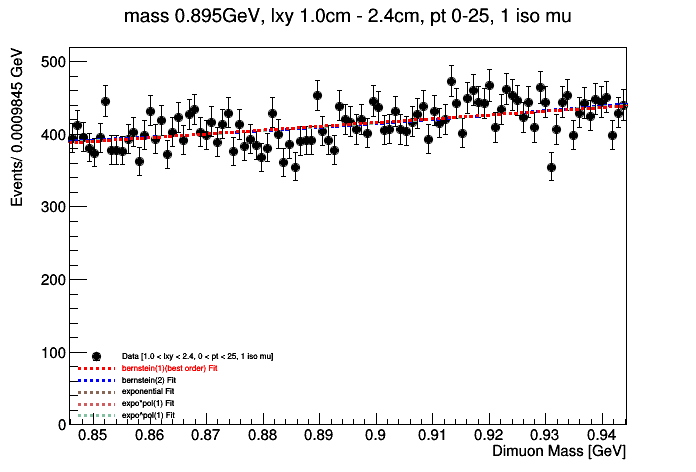 mass 0.895GeV, lxy 1.0cm - 2.4cm, pt 0-25, 1 iso mu
Events/ 0.0009845 GeV
500
400
300
200
100
0
Data [1.0 < lxy < 2.4, 0 < pt < 25, 1 iso mu]
bernstein(1)(best order) Fit
bernstein(2) Fit
exponential Fit
expo*pol(1) Fit
expo^pol(1) Fit
0.85 0.86 0.87 0.88 0.89 0.9 0.91 0.92 0.93 0.94
Dimuon Mass [GeV]